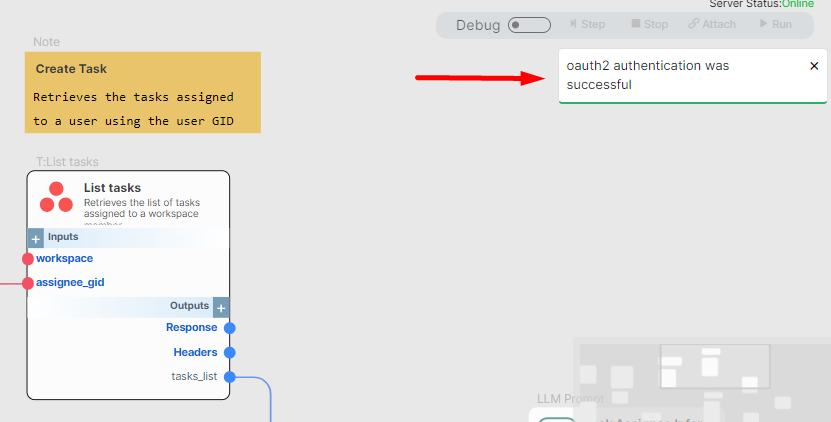 Server Status:Online
Debug
Step
Stop
Attach
Run
oauth2 authentication was
successful
Note
Create Task
Retrieves the tasks assigned
to a user using the user GID
T:List tasks
List tasks
Retrieves the list of tasks
assigned to a workspace
member
Inputs
workspace
assignee_gid
Outputs
Response
Headers
tasks_list
LLM Prompt